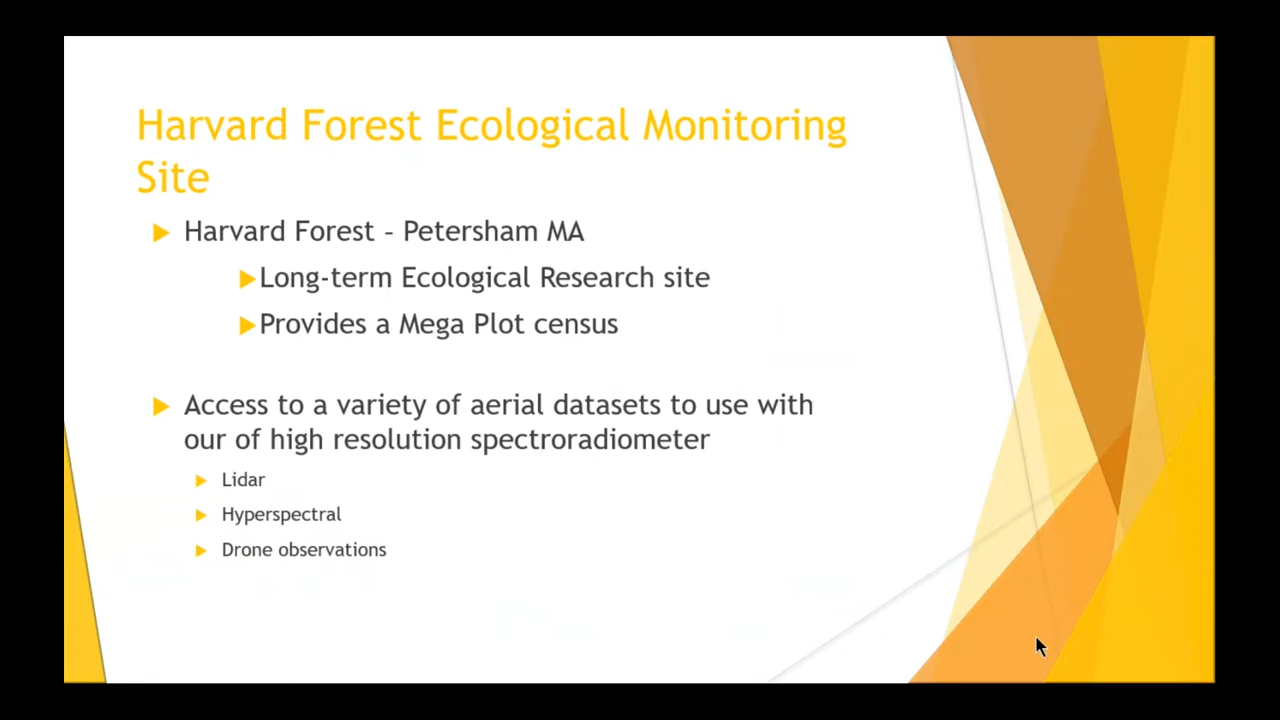 Harvard Forest Ecological Monitoring
Site
Harvard Forest – Petersham MA
Long-term Ecological Research site
Provides a Mega Plot census
Access to a variety of aerial datasets to use with
our of high resolution spectroradiometer
Lidar
Hyperspectral
Drone observations